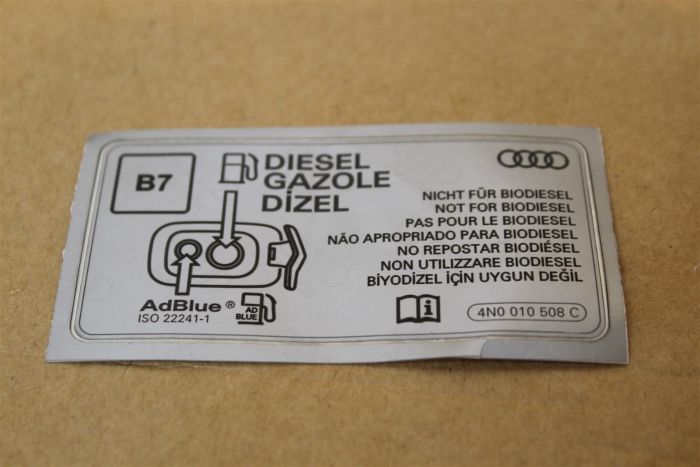 B7
DIESEL
GAZOLE
DİZEL
NICHT FÜR BIODIESEL
NOT FOR BIODIESEL
PAS POUR LE BIODIESEL
NÃO APROPRIADO PARA BIODIESEL
NO REPOSTAR BIODIÉSEL
NON UTILIZZARE BIODIESEL
BİYODİZEL İÇİN UYGUN DEĞİL
AdBlue®
ISO 22241-1
AD
BLUE
4N0 010 508 C